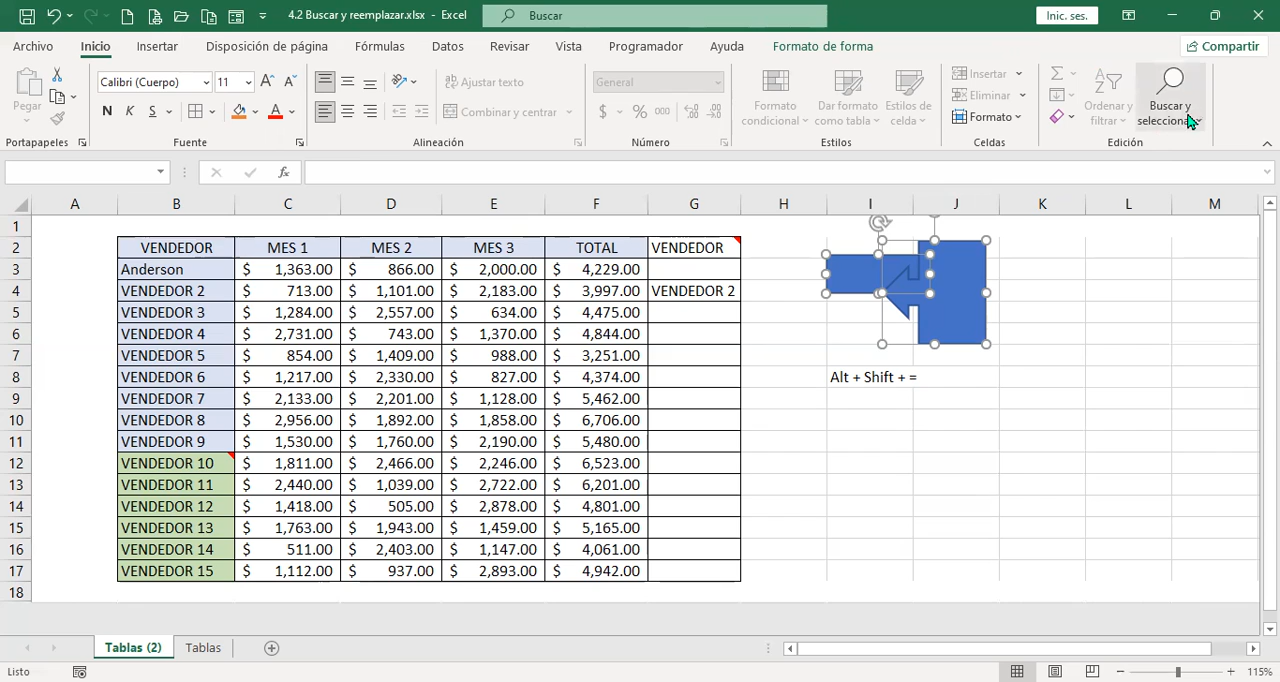 4.2 Buscar y reemplazar.xlsx - Excel
Buscar
Inic. ses.
Archivo Inicio Insertar Disposición de página Fórmulas Datos Revisar Vista Programador Ayuda Formato de forma Compartir
Pegar
Calibri (Cuerpo) 11
N K S
Ajustar texto
Combinar y centrar
General
$ % 000
Formato condicional
Dar formato como tabla
Estilos de celda
Insertar
Eliminar
Formato
Ordenar y filtrar
Buscar y seleccionar
Portapapeles Fuente Alineación Número Estilos Celdas Edición
fx
A B C D E F G H I J K L M
1
2 VENDEDOR MES 1 MES 2 MES 3 TOTAL VENDEDOR
3 Anderson $ 1,363.00 $ 866.00 $ 2,000.00 $ 4,229.00
4 VENDEDOR 2 $ 713.00 $ 1,101.00 $ 2,183.00 $ 3,997.00 VENDEDOR 2
5 VENDEDOR 3 $ 1,284.00 $ 2,557.00 $ 634.00 $ 4,475.00
6 VENDEDOR 4 $ 2,731.00 $ 743.00 $ 1,370.00 $ 4,844.00
7 VENDEDOR 5 $ 854.00 $ 1,409.00 $ 988.00 $ 3,251.00
8 VENDEDOR 6 $ 1,217.00 $ 2,330.00 $ 827.00 $ 4,374.00 Alt + Shift + =
9 VENDEDOR 7 $ 2,133.00 $ 2,201.00 $ 1,128.00 $ 5,462.00
10 VENDEDOR 8 $ 2,956.00 $ 1,892.00 $ 1,858.00 $ 6,706.00
11 VENDEDOR 9 $ 1,530.00 $ 1,760.00 $ 2,190.00 $ 5,480.00
12 VENDEDOR 10 $ 1,811.00 $ 2,466.00 $ 2,246.00 $ 6,523.00
13 VENDEDOR 11 $ 2,440.00 $ 1,039.00 $ 2,722.00 $ 6,201.00
14 VENDEDOR 12 $ 1,418.00 $ 505.00 $ 2,878.00 $ 4,801.00
15 VENDEDOR 13 $ 1,763.00 $ 1,943.00 $ 1,459.00 $ 5,165.00
16 VENDEDOR 14 $ 511.00 $ 2,403.00 $ 1,147.00 $ 4,061.00
17 VENDEDOR 15 $ 1,112.00 $ 937.00 $ 2,893.00 $ 4,942.00
18
Tablas (2) Tablas
Listo 115%